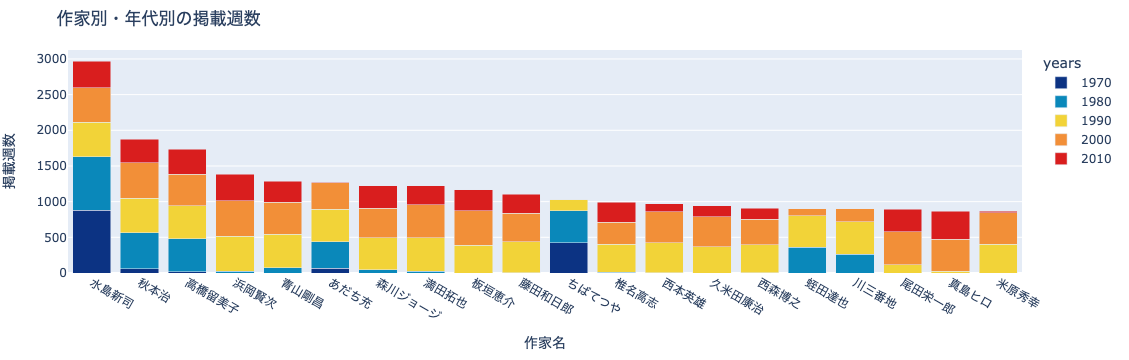 作家別・年代別の掲載週数
years
1970
1980
1990
2000
2010
掲載週数
3000
2500
2000
1500
1000
500
0
水島新司
秋本治
高橋留美子
浜岡賢次
青山剛昌
あだち充
森川ジョージ
満田拓也
板垣恵介
藤田和日郎
ちばてつや
椎名高志
西本英雄
久米田康治
西森博之
蛭田達也
川三番地
尾田栄一郎
真島ヒロ
米原秀幸
作家名